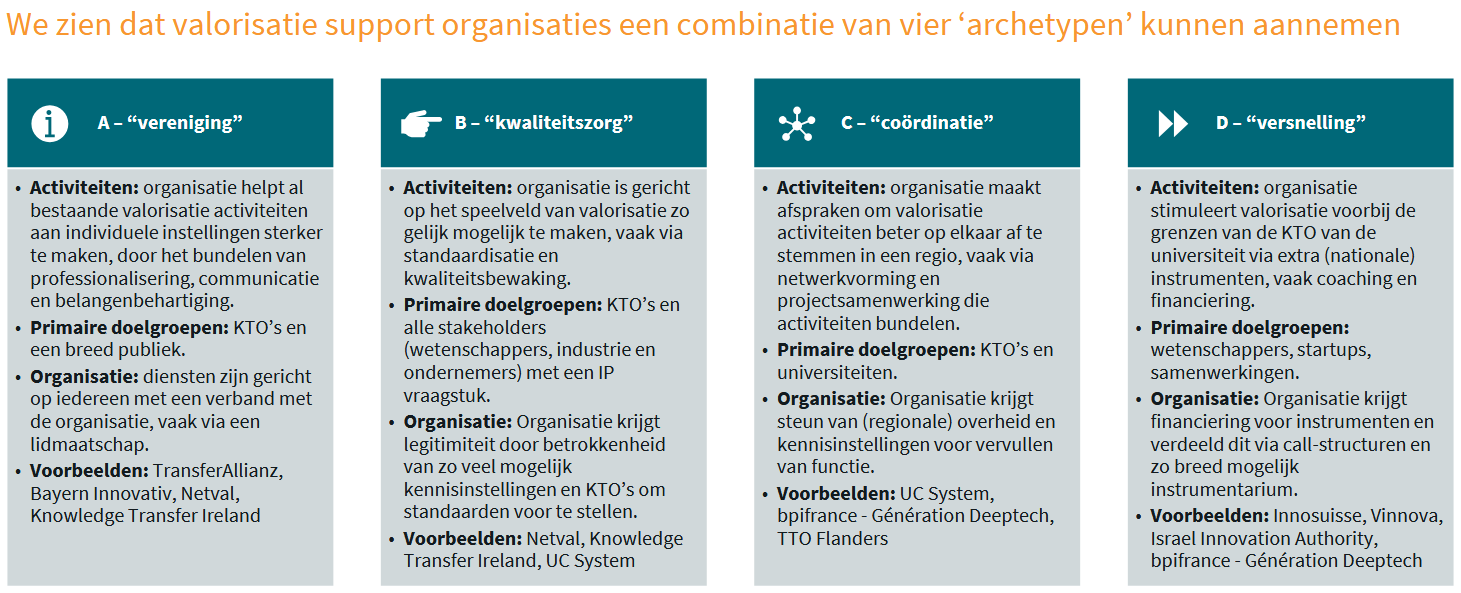 We zien dat valorisatie support organisaties een combinatie van vier ‘archetypen’ kunnen aannemen
A – “vereniging”
• Activiteiten: organisatie helpt al
bestaande valorisatie activiteiten
aan individuele instellingen sterker
te maken, door het bundelen van
professionalisering, communicatie
en belangenbehartiging.
• Primaire doelgroepen: KTO’s en
een breed publiek.
• Organisatie: diensten zijn gericht
op iedereen met een verband met
de organisatie, vaak via een
lidmaatschap.
• Voorbeelden: TransferAllianz,
Bayern Innovativ, Netval,
Knowledge Transfer Ireland
B – “kwaliteitszorg”
• Activiteiten: organisatie is gericht
op het speelveld van valorisatie zo
gelijk mogelijk te maken, vaak via
standaardisatie en
kwaliteitsbewaking.
• Primaire doelgroepen: KTO’s en
alle stakeholders
(wetenschappers, industrie en
ondernemers) met een IP
vraagstuk.
• Organisatie: Organisatie krijgt
legitimiteit door betrokkenheid
van zo veel mogelijk
kennisinstellingen en KTO’s om
standaarden voor te stellen.
• Voorbeelden: Netval, Knowledge
Transfer Ireland, UC System
C – “coördinatie”
• Activiteiten: organisatie maakt
afspraken om valorisatie
activiteiten beter op elkaar af te
stemmen in een regio, vaak via
netwerkvorming en
projectsamenwerking die
activiteiten bundelen.
• Primaire doelgroepen: KTO’s en
universiteiten.
• Organisatie: Organisatie krijgt
steun van (regionale) overheid en
kennisinstellingen voor vervullen
van functie.
• Voorbeelden: UC System,
bpifrance - Génération Deeptech,
TTO Flanders
D – “versnelling”
• Activiteiten: organisatie
stimuleert valorisatie voorbij de
grenzen van de KTO van de
universiteit via extra (nationale)
instrumenten, vaak coaching en
financiering.
• Primaire doelgroepen:
wetenschappers, startups,
samenwerkingen.
• Organisatie: Organisatie krijgt
financiering voor instrumenten en
verdeeld dit via call-structuren en
zo breed mogelijk
instrumentarium.
• Voorbeelden: Innosuisse, Vinnova,
Israel Innovation Authority,
bpifrance - Génération Deeptech